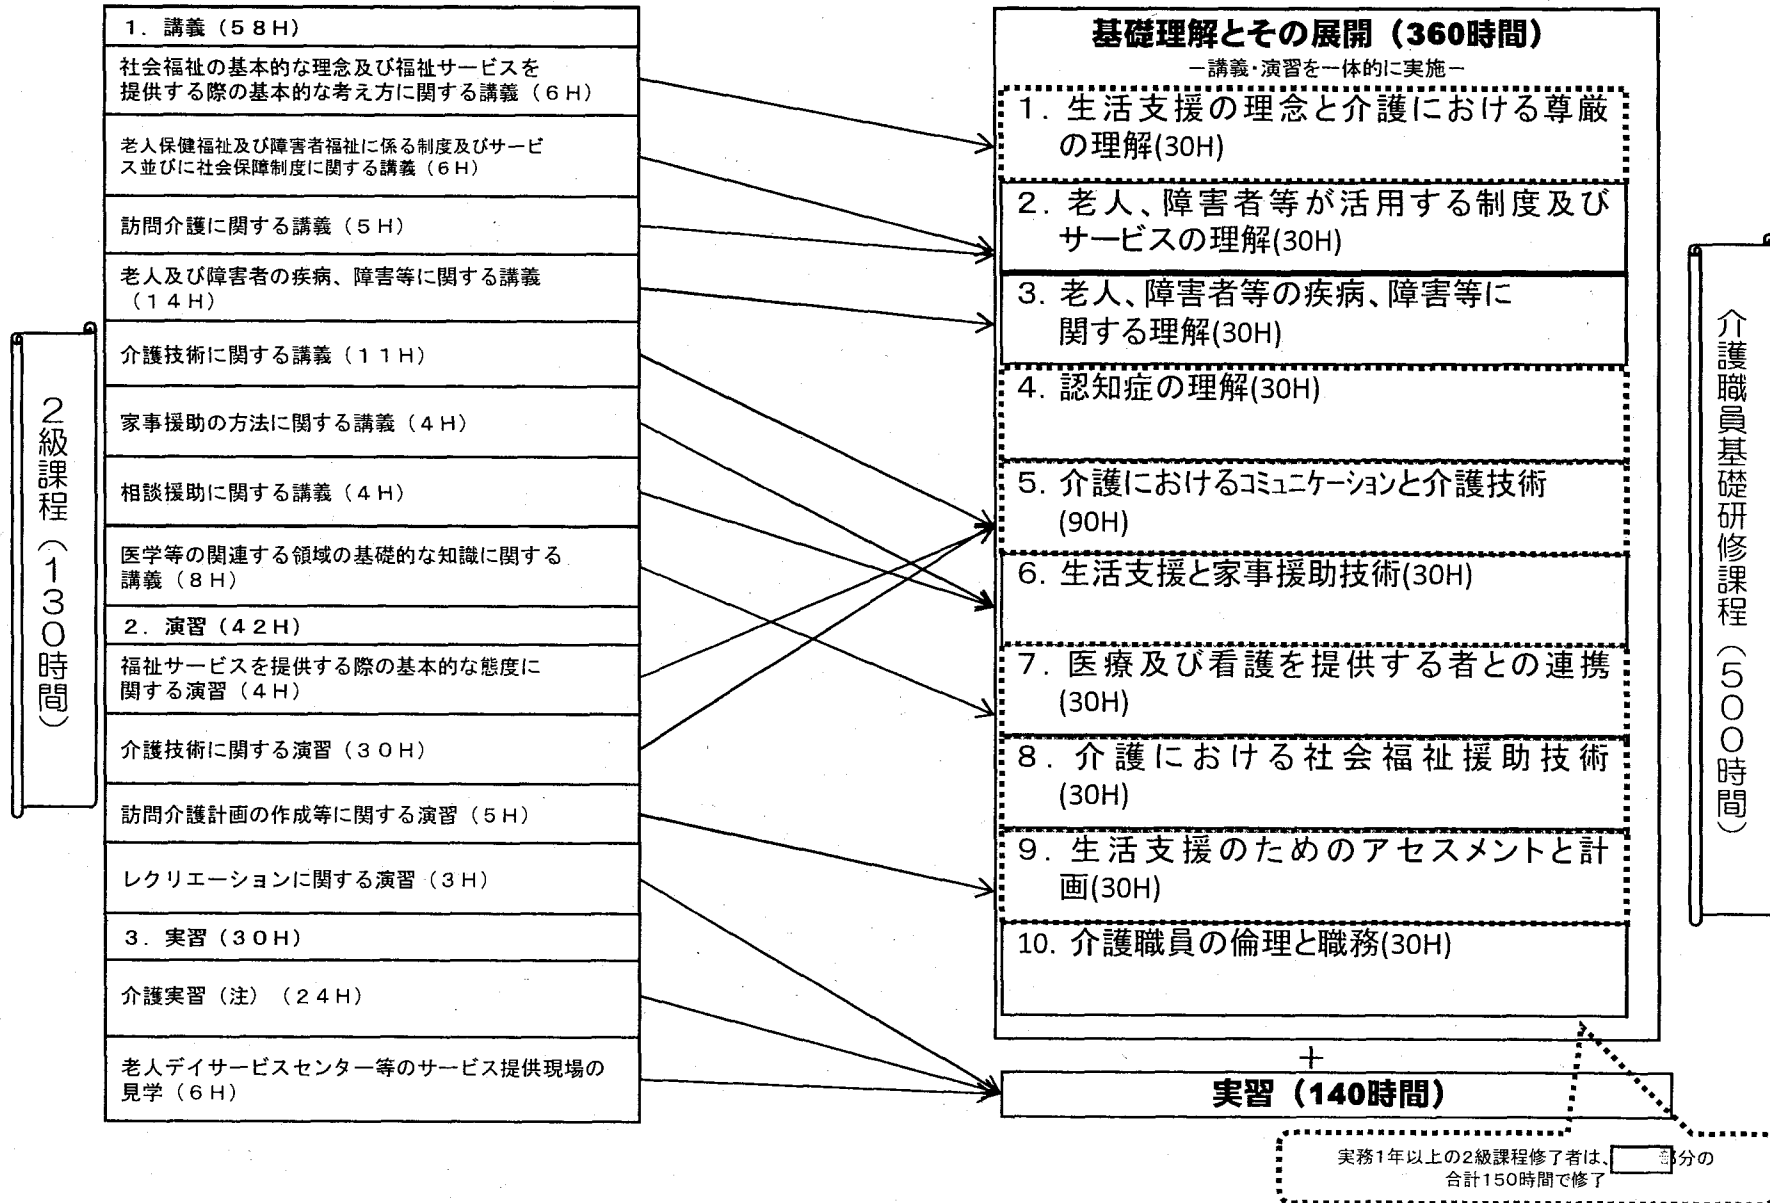 2級課程（130時間）
1．講義（58H）
社会福祉の基本的な理念及び福祉サービスを
提供する際の基本的な考え方に関する講義（6H）
老人保健福祉及び障害者福祉に係る制度及びサービ
ス並びに社会保障制度に関する講義（6H）
訪問介護に関する講義（5H）
老人及び障害者の疾病、障害等に関する講義
（14H）
介護技術に関する講義（11H）
家事援助の方法に関する講義（4H）
相談援助に関する講義（4H）
医学等の関連する領域の基礎的な知識に関する
講義（8H）
2．演習（42H）
福祉サービスを提供する際の基本的な態度に
関する演習（4H）
介護技術に関する演習（30H）
訪問介護計画の作成等に関する演習（5H）
レクリエーションに関する演習（3H）
3．実習（30H）
介護実習（注）（24H）
老人デイサービスセンター等のサービス提供現場の
見学（6H）
基礎理解とその展開（360時間）
－講義・演習を一体的に実施－
1．生活支援の理念と介護における尊厳
の理解(30H)
2．老人、障害者等が活用する制度及び
サービスの理解(30H)
3．老人、障害者等の疾病、障害等に
関する理解(30H)
4．認知症の理解(30H)
5．介護におけるコミュニケーションと介護技術
(90H)
6．生活支援と家事援助技術(30H)
7．医療及び看護を提供する者との連携
(30H)
8．介護における社会福祉援助技術
(30H)
9．生活支援のためのアセスメントと計
画(30H)
10．介護職員の倫理と職務(30H)
＋
実習（140時間）
介護職員基礎研修課程（500時間）
実務1年以上の2級課程修了者は、部分の
合計150時間で修了